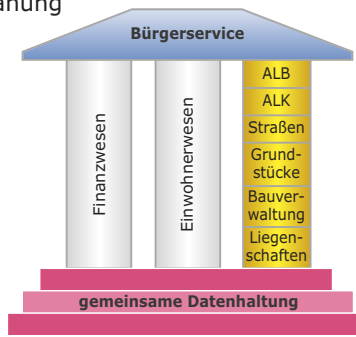 Bürgerservice
Finanzwesen
Einwohnerwesen
ALB
ALK
Straßen
Grund-
stücke
Bauver-
waltung
Liegen-
schaften
gemeinsame Datenhaltung